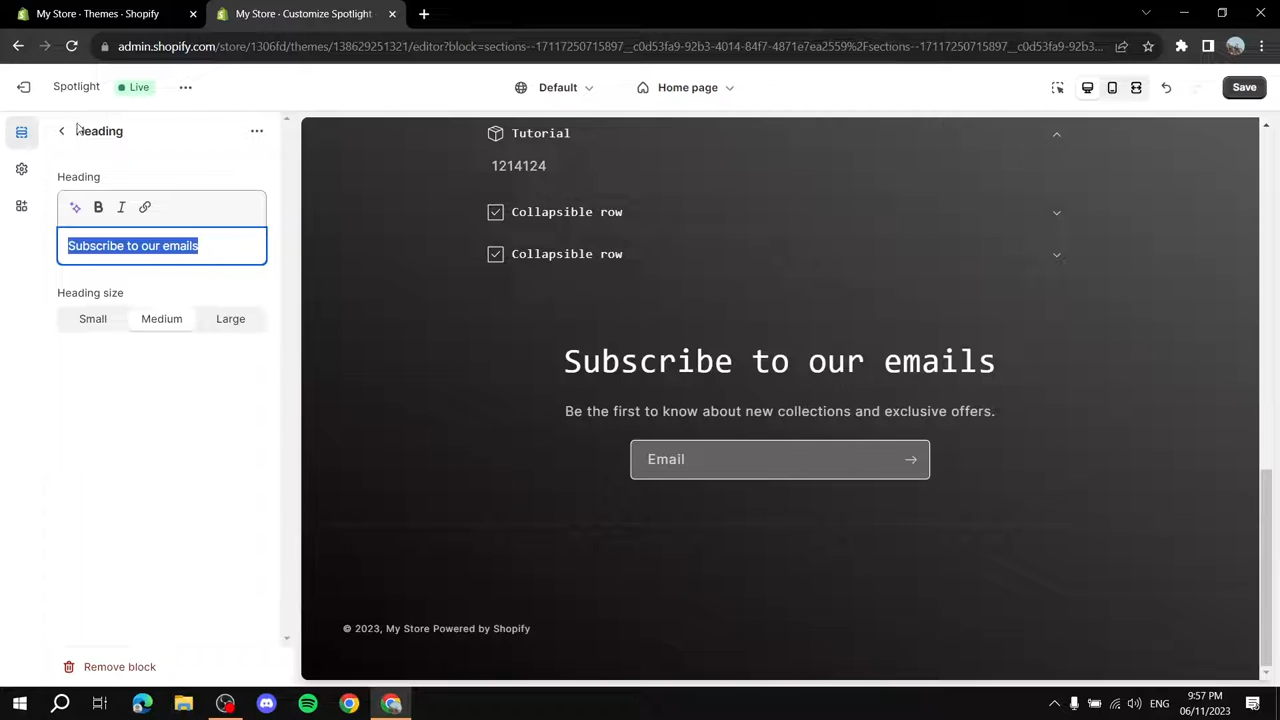 My Store · Themes · Shopify
My Store · Customize Spotlight ·
admin.shopify.com/store/1306fd/themes/138629251321/editor?block=sections--17117250715897__c0d53fa9-92b3-4014-84f7-4871e7ea2559%2Fsections--17117250715897__c0d53fa9-92b3...
Spotlight
Live
Default
Home page
Save
Heading
Heading
B I
Subscribe to our emails
Heading size
Small Medium Large
Remove block
Tutorial
1214124
Collapsible row
Collapsible row
Subscribe to our emails
Be the first to know about new collections and exclusive offers.
Email
© 2023, My Store Powered by Shopify
ENG
9:57 PM
06/11/2023